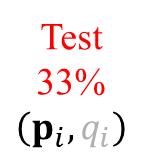 Test
33%
(𝐩ᵢ, qᵢ)